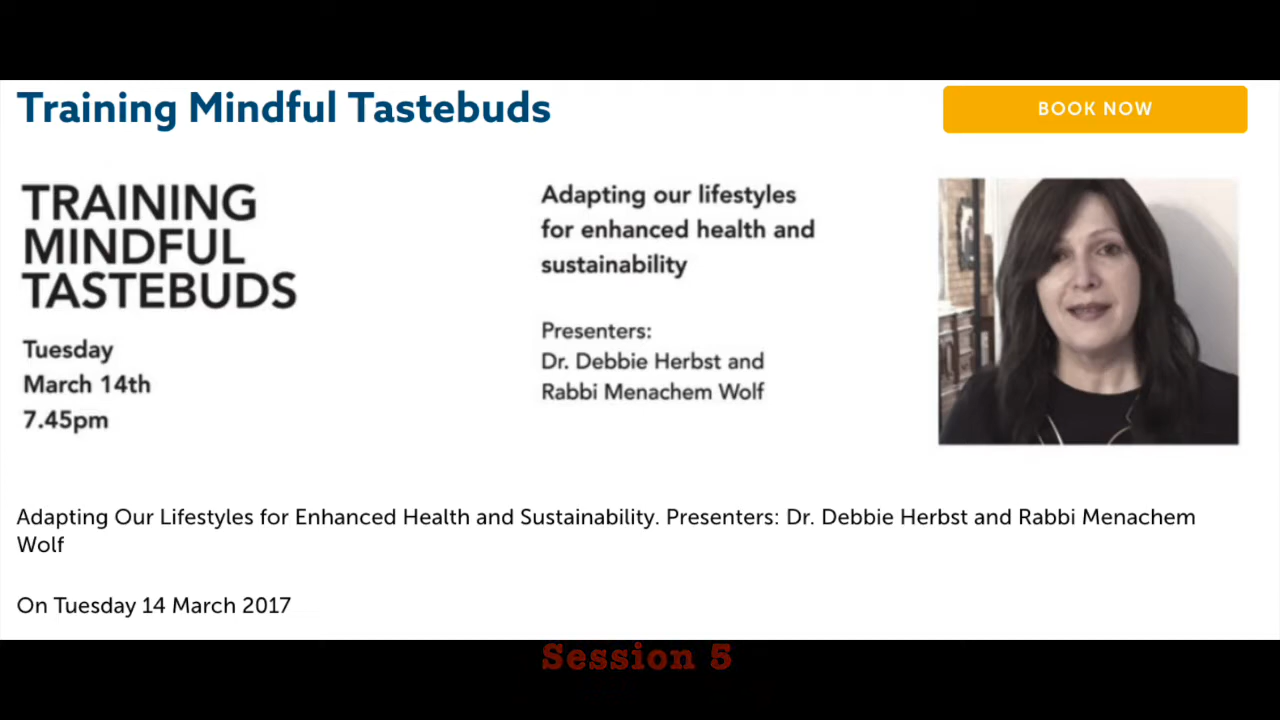 Training Mindful Tastebuds
BOOK NOW
TRAINING
MINDFUL
TASTEBUDS
Tuesday
March 14th
7.45pm
Adapting our lifestyles
for enhanced health and
sustainability
Presenters:
Dr. Debbie Herbst and
Rabbi Menachem Wolf
Adapting Our Lifestyles for Enhanced Health and Sustainability. Presenters: Dr. Debbie Herbst and Rabbi Menachem
Wolf
On Tuesday 14 March 2017
Session 5